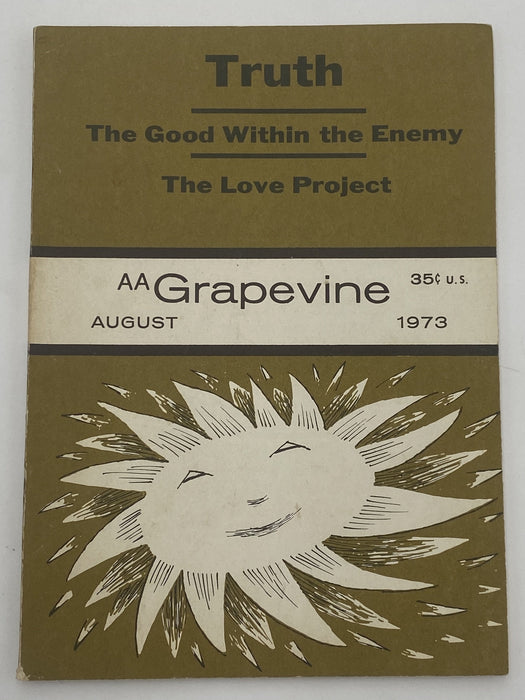 Truth
The Good Within the Enemy
The Love Project
AA Grapevine 35¢ U.S.
AUGUST 1973